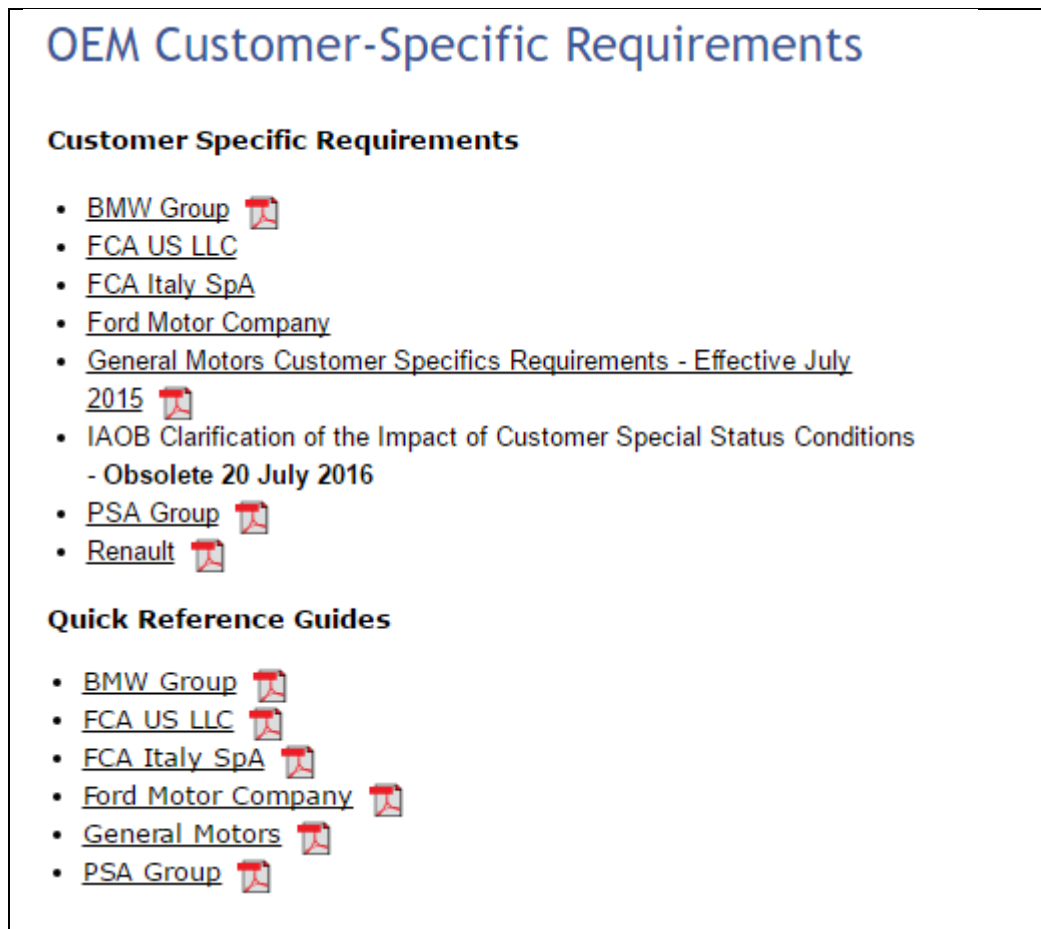 OEM Customer-Specific Requirements
Customer Specific Requirements
• BMW Group
• FCA US LLC
• FCA Italy SpA
• Ford Motor Company
• General Motors Customer Specifics Requirements - Effective July
2015
• IAOB Clarification of the Impact of Customer Special Status Conditions
- Obsolete 20 July 2016
• PSA Group
• Renault
Quick Reference Guides
• BMW Group
• FCA US LLC
• FCA Italy SpA
• Ford Motor Company
• General Motors
• PSA Group